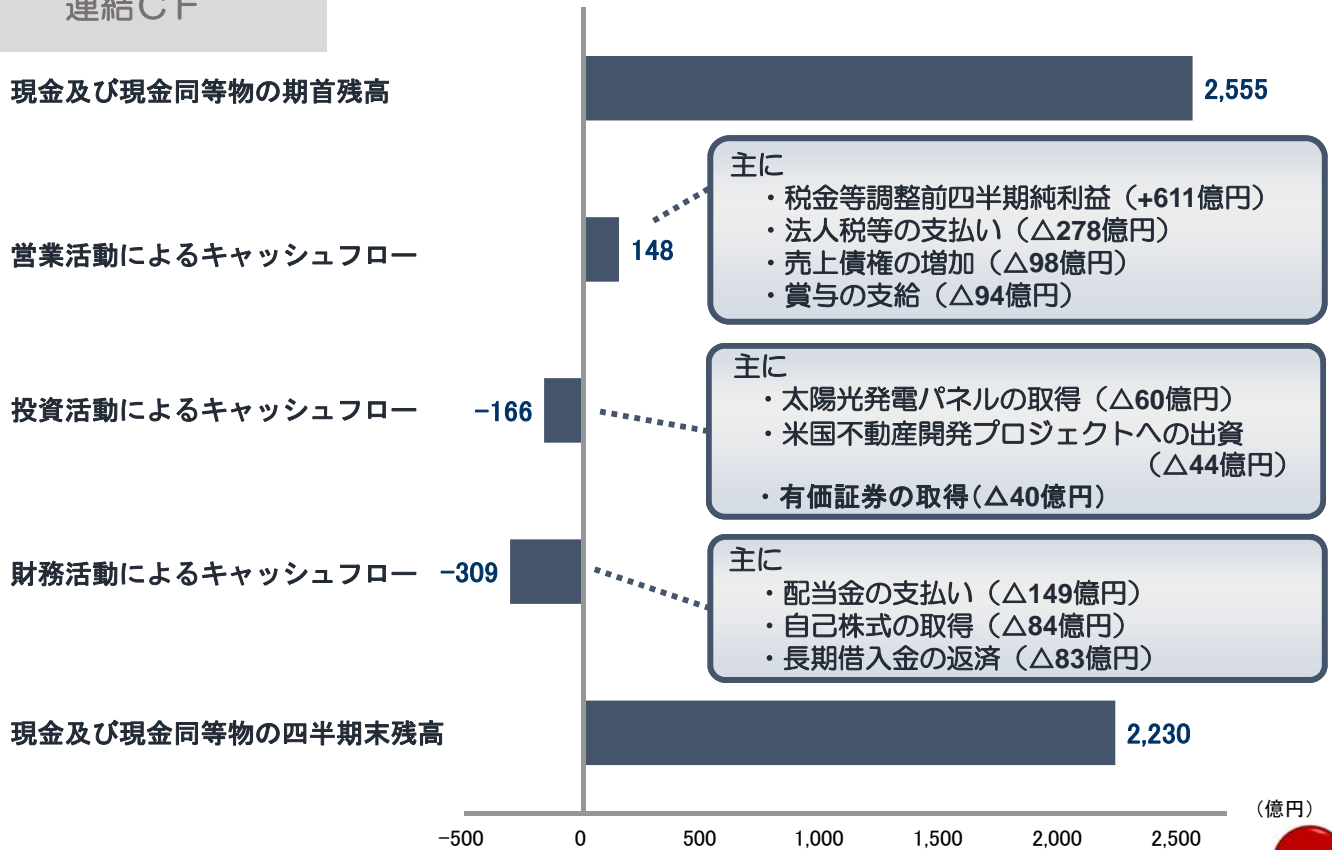 連結CF
現金及び現金同等物の期首残高
2,555
主に
・税金等調整前四半期純利益（+611億円）
・法人税等の支払い（△278億円）
・売上債権の増加（△98億円）
・賞与の支給（△94億円）
営業活動によるキャッシュフロー
148
主に
・太陽光発電パネルの取得（△60億円）
・米国不動産開発プロジェクトへの出資
（△44億円）
・有価証券の取得（△40億円）
投資活動によるキャッシュフロー
-166
主に
・配当金の支払い（△149億円）
・自己株式の取得（△84億円）
・長期借入金の返済（△83億円）
財務活動によるキャッシュフロー
-309
現金及び現金同等物の四半期末残高
2,230
（億円）
-500 0 500 1,000 1,500 2,000 2,500